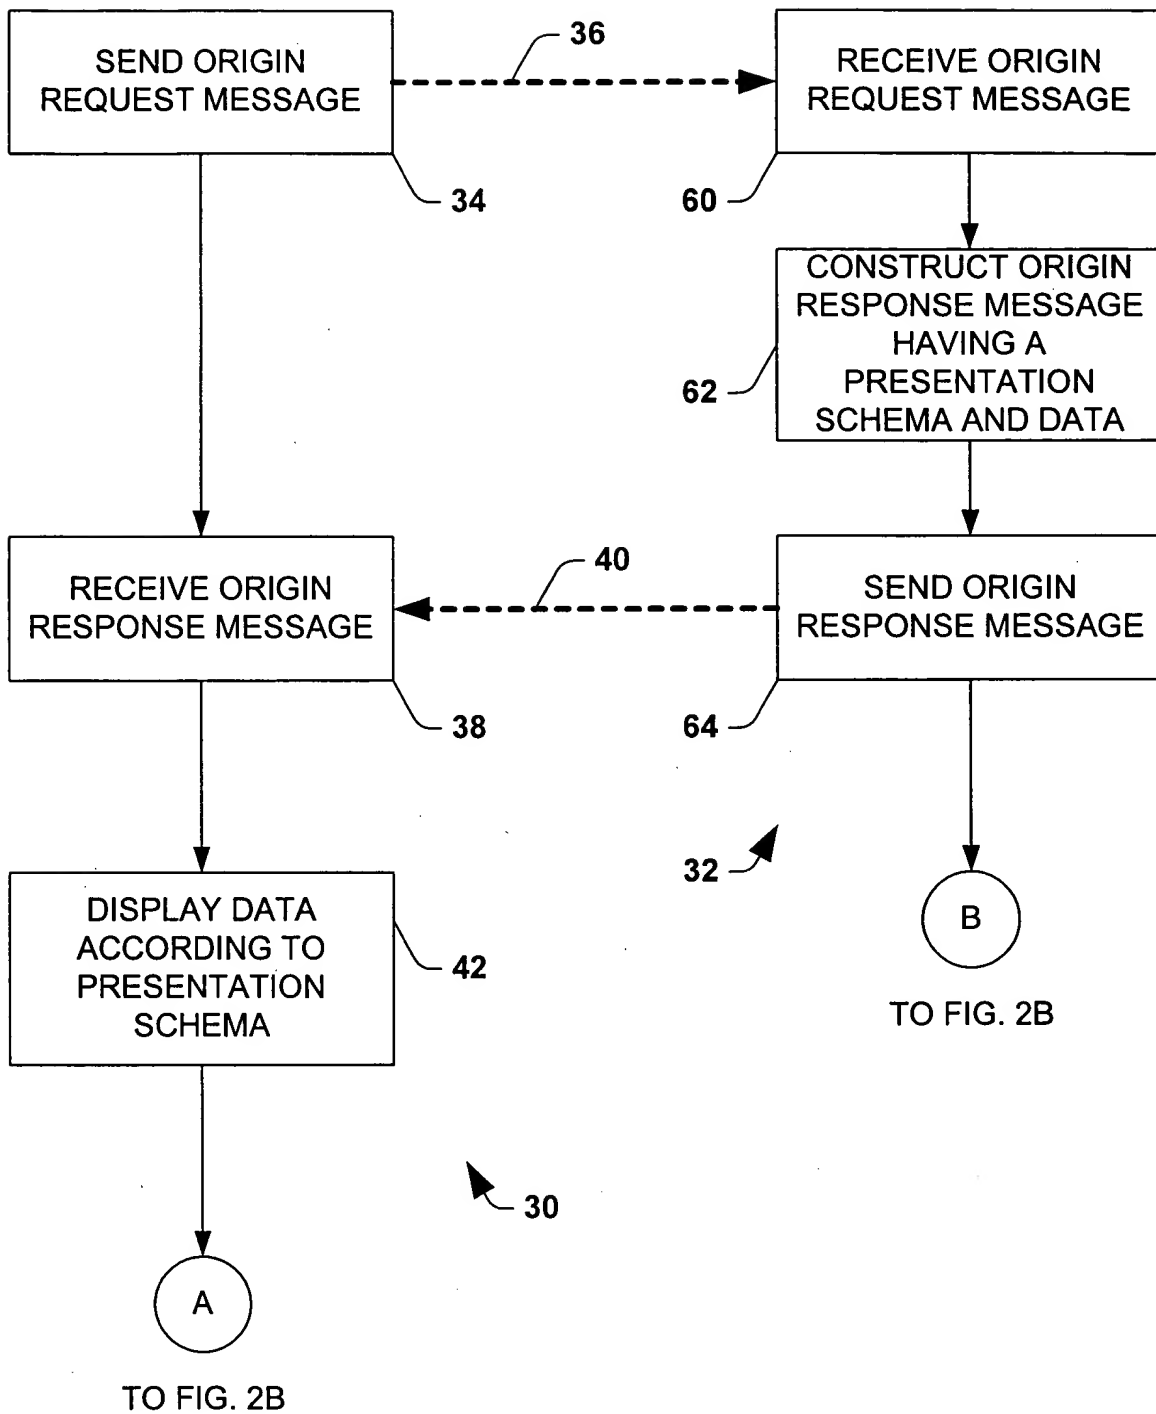 SEND ORIGIN
REQUEST MESSAGE
36
RECEIVE ORIGIN
REQUEST MESSAGE
34
60
CONSTRUCT ORIGIN
RESPONSE MESSAGE
HAVING A
PRESENTATION
SCHEMA AND DATA
62
RECEIVE ORIGIN
RESPONSE MESSAGE
40
SEND ORIGIN
RESPONSE MESSAGE
38
64
32
DISPLAY DATA
ACCORDING TO
PRESENTATION
SCHEMA
42
B
TO FIG. 2B
30
A
TO FIG. 2B